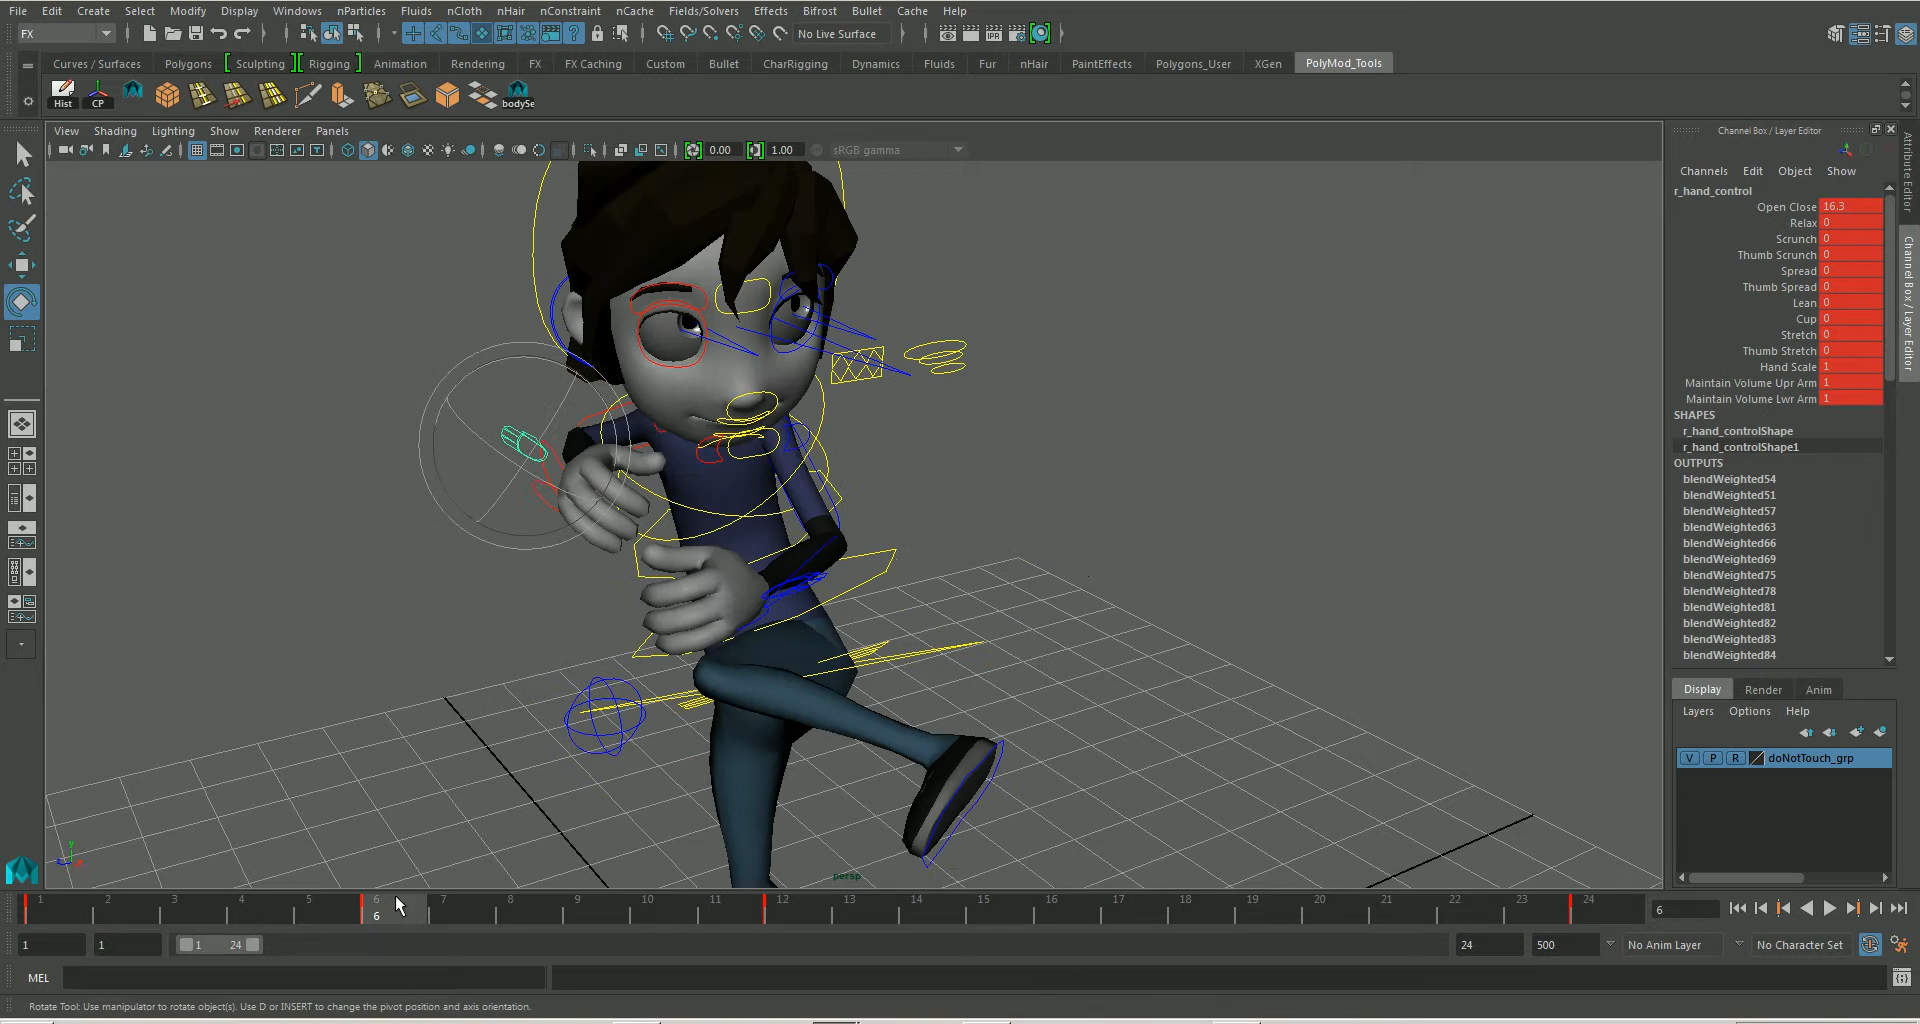 File Edit Create Select Modify Display Windows nParticles Fluids nCloth nHair nConstraint nCache Fields/Solvers Effects Bifrost Bullet Cache Help
FX No Live Surface
Curves / Surfaces Polygons Sculpting Rigging Animation Rendering FX FX Caching Custom Bullet CharRigging Dynamics Fluids Fur nHair PaintEffects Polygons_User XGen PolyMod_Tools
Hist CP bodySe
View Shading Lighting Show Renderer Panels
0.00 1.00 sRGB gamma
Channel Box / Layer Editor
Channels Edit Object Show
r_hand_control
Open Close 16.3
Relax 0
Scrunch 0
Thumb Scrunch 0
Spread 0
Thumb Spread 0
Lean 0
Cup 0
Stretch 0
Thumb Stretch 0
Hand Scale 1
Maintain Volume Upr Arm 1
Maintain Volume Lwr Arm 1
SHAPES
r_hand_controlShape
r_hand_controlShape1
OUTPUTS
blendWeighted54
blendWeighted51
blendWeighted57
blendWeighted63
blendWeighted66
blendWeighted69
blendWeighted75
blendWeighted78
blendWeighted81
blendWeighted82
blendWeighted83
blendWeighted84
Attribute Editor
Channel Box / Layer Editor
Display Render Anim
Layers Options Help
V P R doNotTouch_grp
y
persp
1 2 3 4 5 6 7 8 9 10 11 12 13 14 15 16 17 18 19 20 21 22 23 24
6 6
1 1 1 24 24 500 No Anim Layer No Character Set
MEL
Rotate Tool: Use manipulator to rotate object(s). Use D or INSERT to change the pivot position and axis orientation.